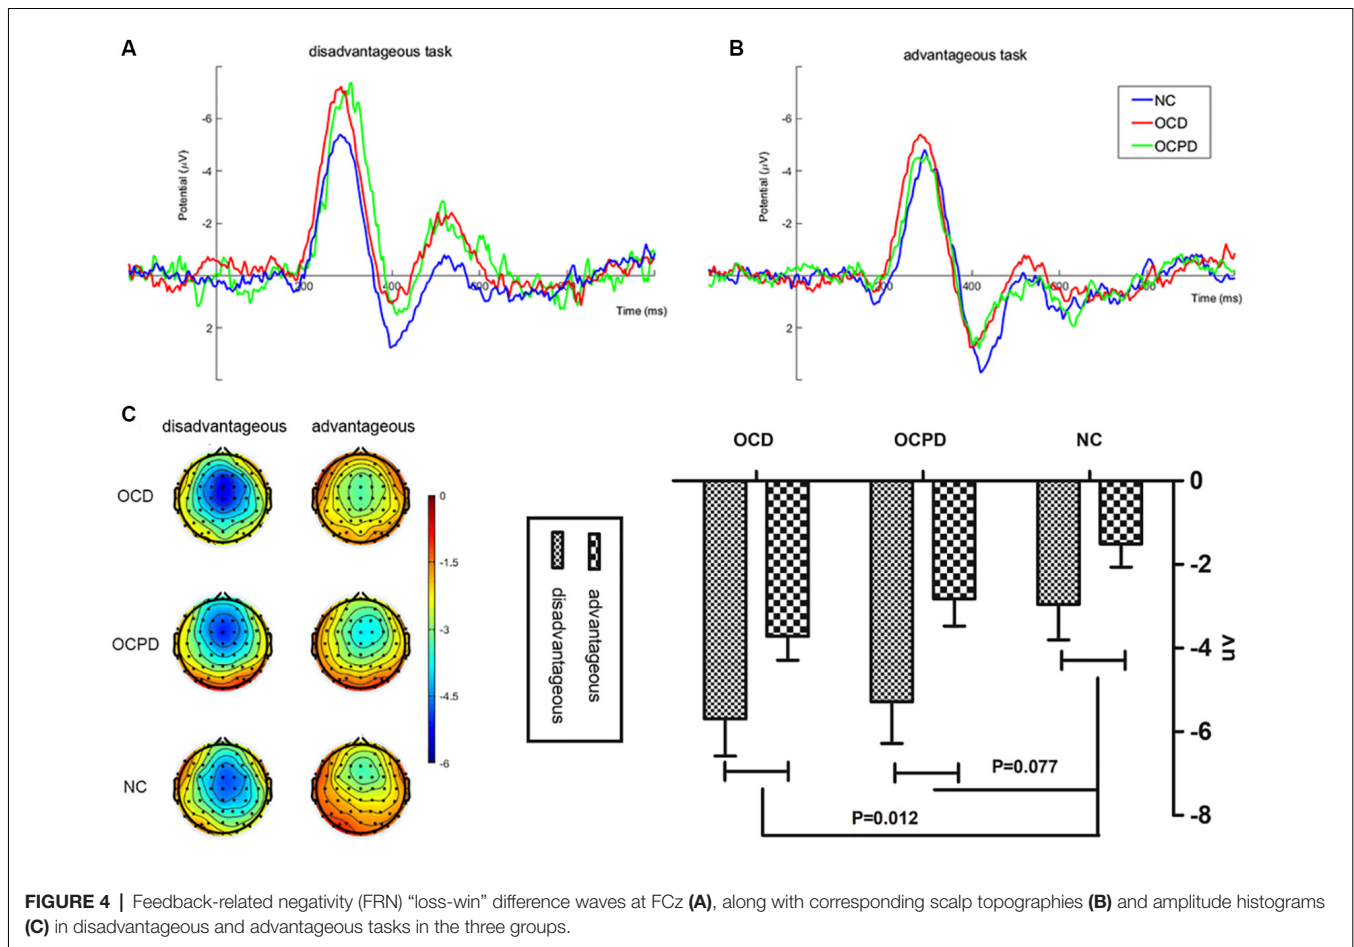 A
disadvantageous task
-6
-4
-2
2
Potential (μV)
200
400
600
Time (ms)
B
advantageous task
-6
-4
-2
2
Potential (μV)
400
Time (ms)
NC
OCD
OCPD
C
disadvantageous advantageous
OCD
OCPD
NC
0
-1.5
-3
-4.5
-6
disadvantageous
advantageous
OCD OCPD NC
0
-2
-4
-6
-8
uv
P=0.077
P=0.012
FIGURE 4 | Feedback-related negativity (FRN) “loss-win” difference waves at FCz (A), along with corresponding scalp topographies (B) and amplitude histograms
(C) in disadvantageous and advantageous tasks in the three groups.